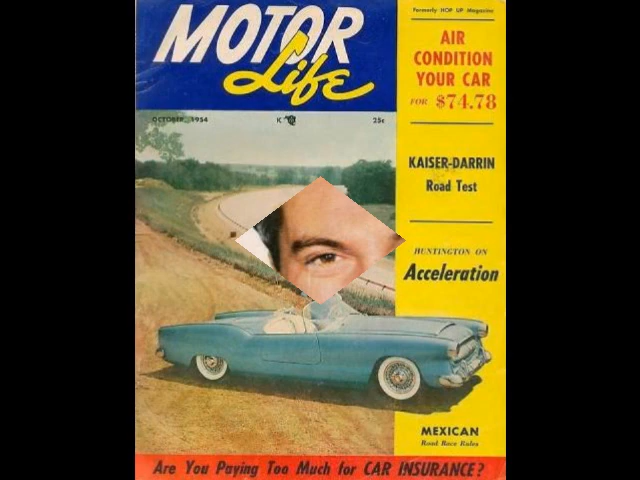 MOTOR
Life
Formerly HOP UP Magazine
AIR
CONDITION
YOUR CAR
FOR $74.78
OCTOBER, 1954
K
25c
KAISER-DARRIN
Road Test
HUNTINGTON ON
Acceleration
MEXICAN
Road Race Rules
Are You Paying Too Much for CAR INSURANCE?